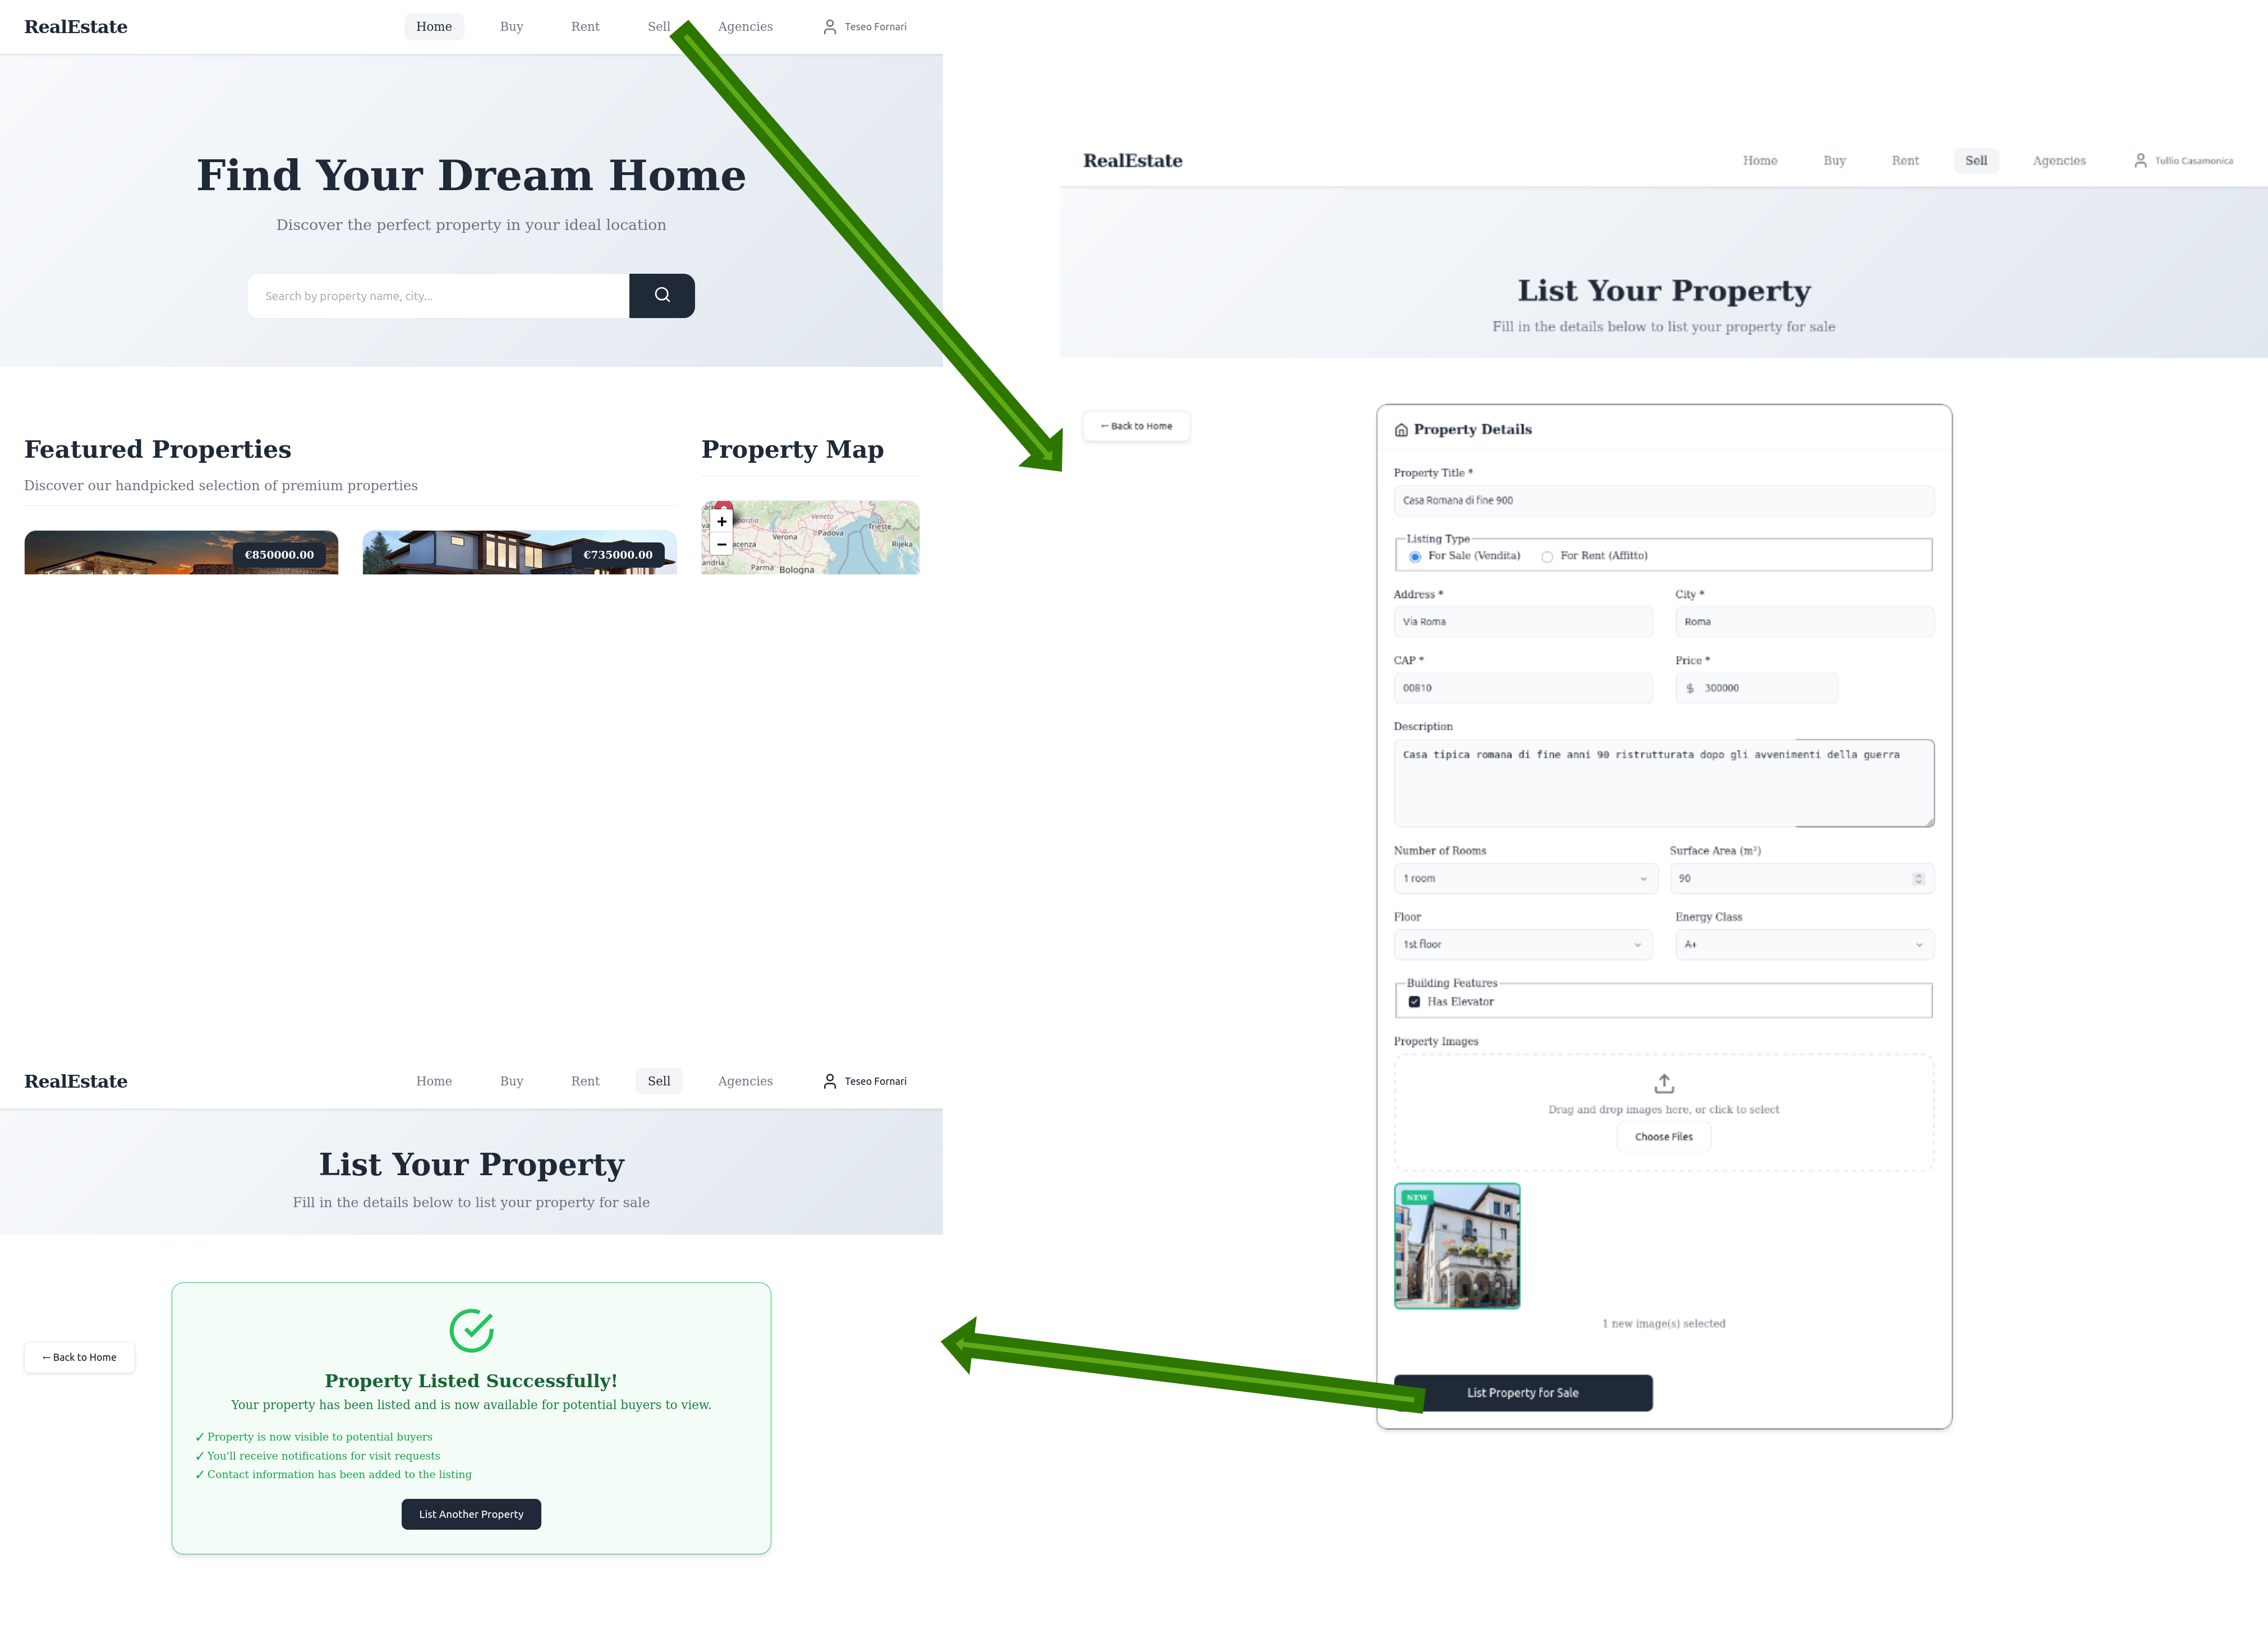 RealEstate
Home Buy Rent Sell Agencies Teseo Fornari
Find Your Dream Home
Discover the perfect property in your ideal location
Search by property name, city...
Featured Properties
Discover our handpicked selection of premium properties
€850000.00
€735000.00
Property Map
+
−
Veneto
Trieste
Verona
Padova
Rijeka
Parma
Bologna
RealEstate
Home Buy Rent Sell Agencies Tullio Casamonica
List Your Property
Fill in the details below to list your property for sale
← Back to Home
Property Details
Property Title *
Casa Romana di fine 900
Listing Type
For Sale (Vendita) For Rent (Affitto)
Address * City *
Via Roma Roma
CAP * Price *
00810 $ 300000
Description
Casa tipica romana di fine anni 90 ristrutturata dopo gli avvenimenti della guerra
Number of Rooms Surface Area (m²)
1 room 90
Floor Energy Class
1st floor A+
Building Features
Has Elevator
Property Images
Drag and drop images here, or click to select
Choose Files
NEW
1 new image(s) selected
List Property for Sale
RealEstate
Home Buy Rent Sell Agencies Teseo Fornari
List Your Property
Fill in the details below to list your property for sale
← Back to Home
Property Listed Successfully!
Your property has been listed and is now available for potential buyers to view.
✓ Property is now visible to potential buyers
✓ You'll receive notifications for visit requests
✓ Contact information has been added to the listing
List Another Property